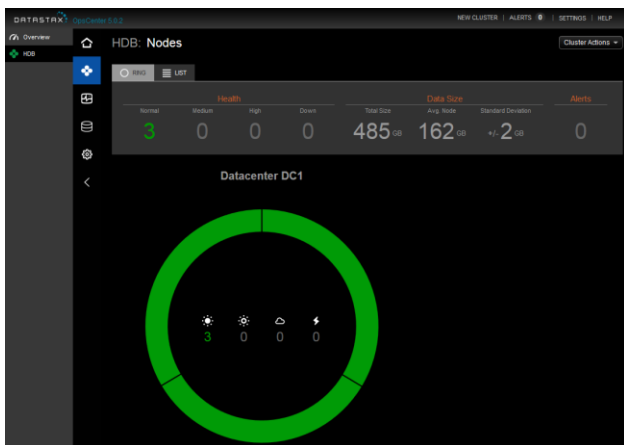 DATASTAX OpsCenter 5.0.2
NEW CLUSTER | ALERTS 0 | SETTINGS | HELP
Overview
HDB
HDB: Nodes
Cluster Actions
RING LIST
Health Data Size Alerts
Normal Medium High Down Total Size Avg. Node Standard Deviation
3 0 0 0 485 GB 162 GB +/- 2 GB 0
Datacenter DC1
3 0 0 0